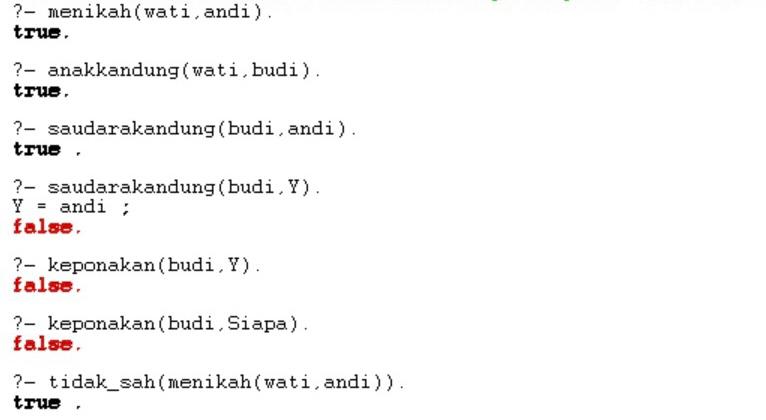 ?- menikah(wati,andi).
true.
?- anakkandung(wati,budi).
true.
?- saudarakandung(budi,andi).
true .
?- saudarakandung(budi,Y).
Y = andi ;
false.
?- keponakan(budi,Y).
false.
?- keponakan(budi,Siapa).
false.
?- tidak_sah(menikah(wati,andi)).
true .